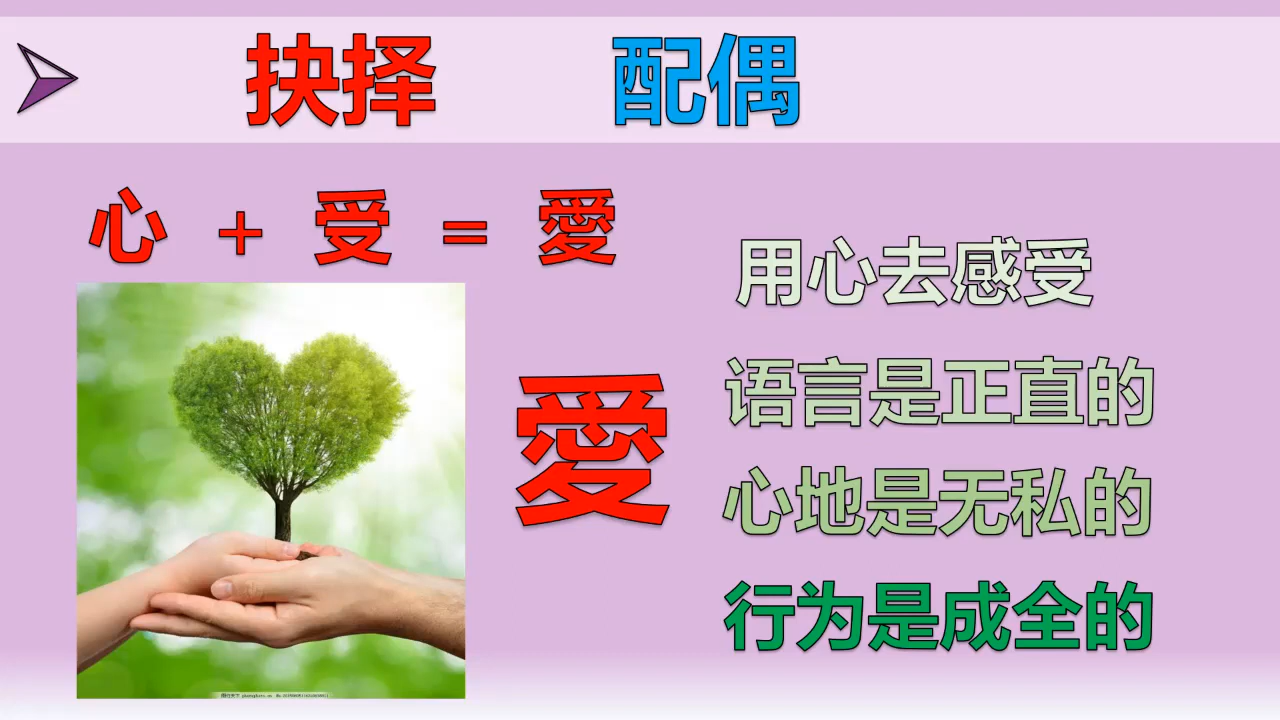 抉择 配偶
心 + 受 = 愛
用心去感受
愛
语言是正直的
心地是无私的
行为是成全的